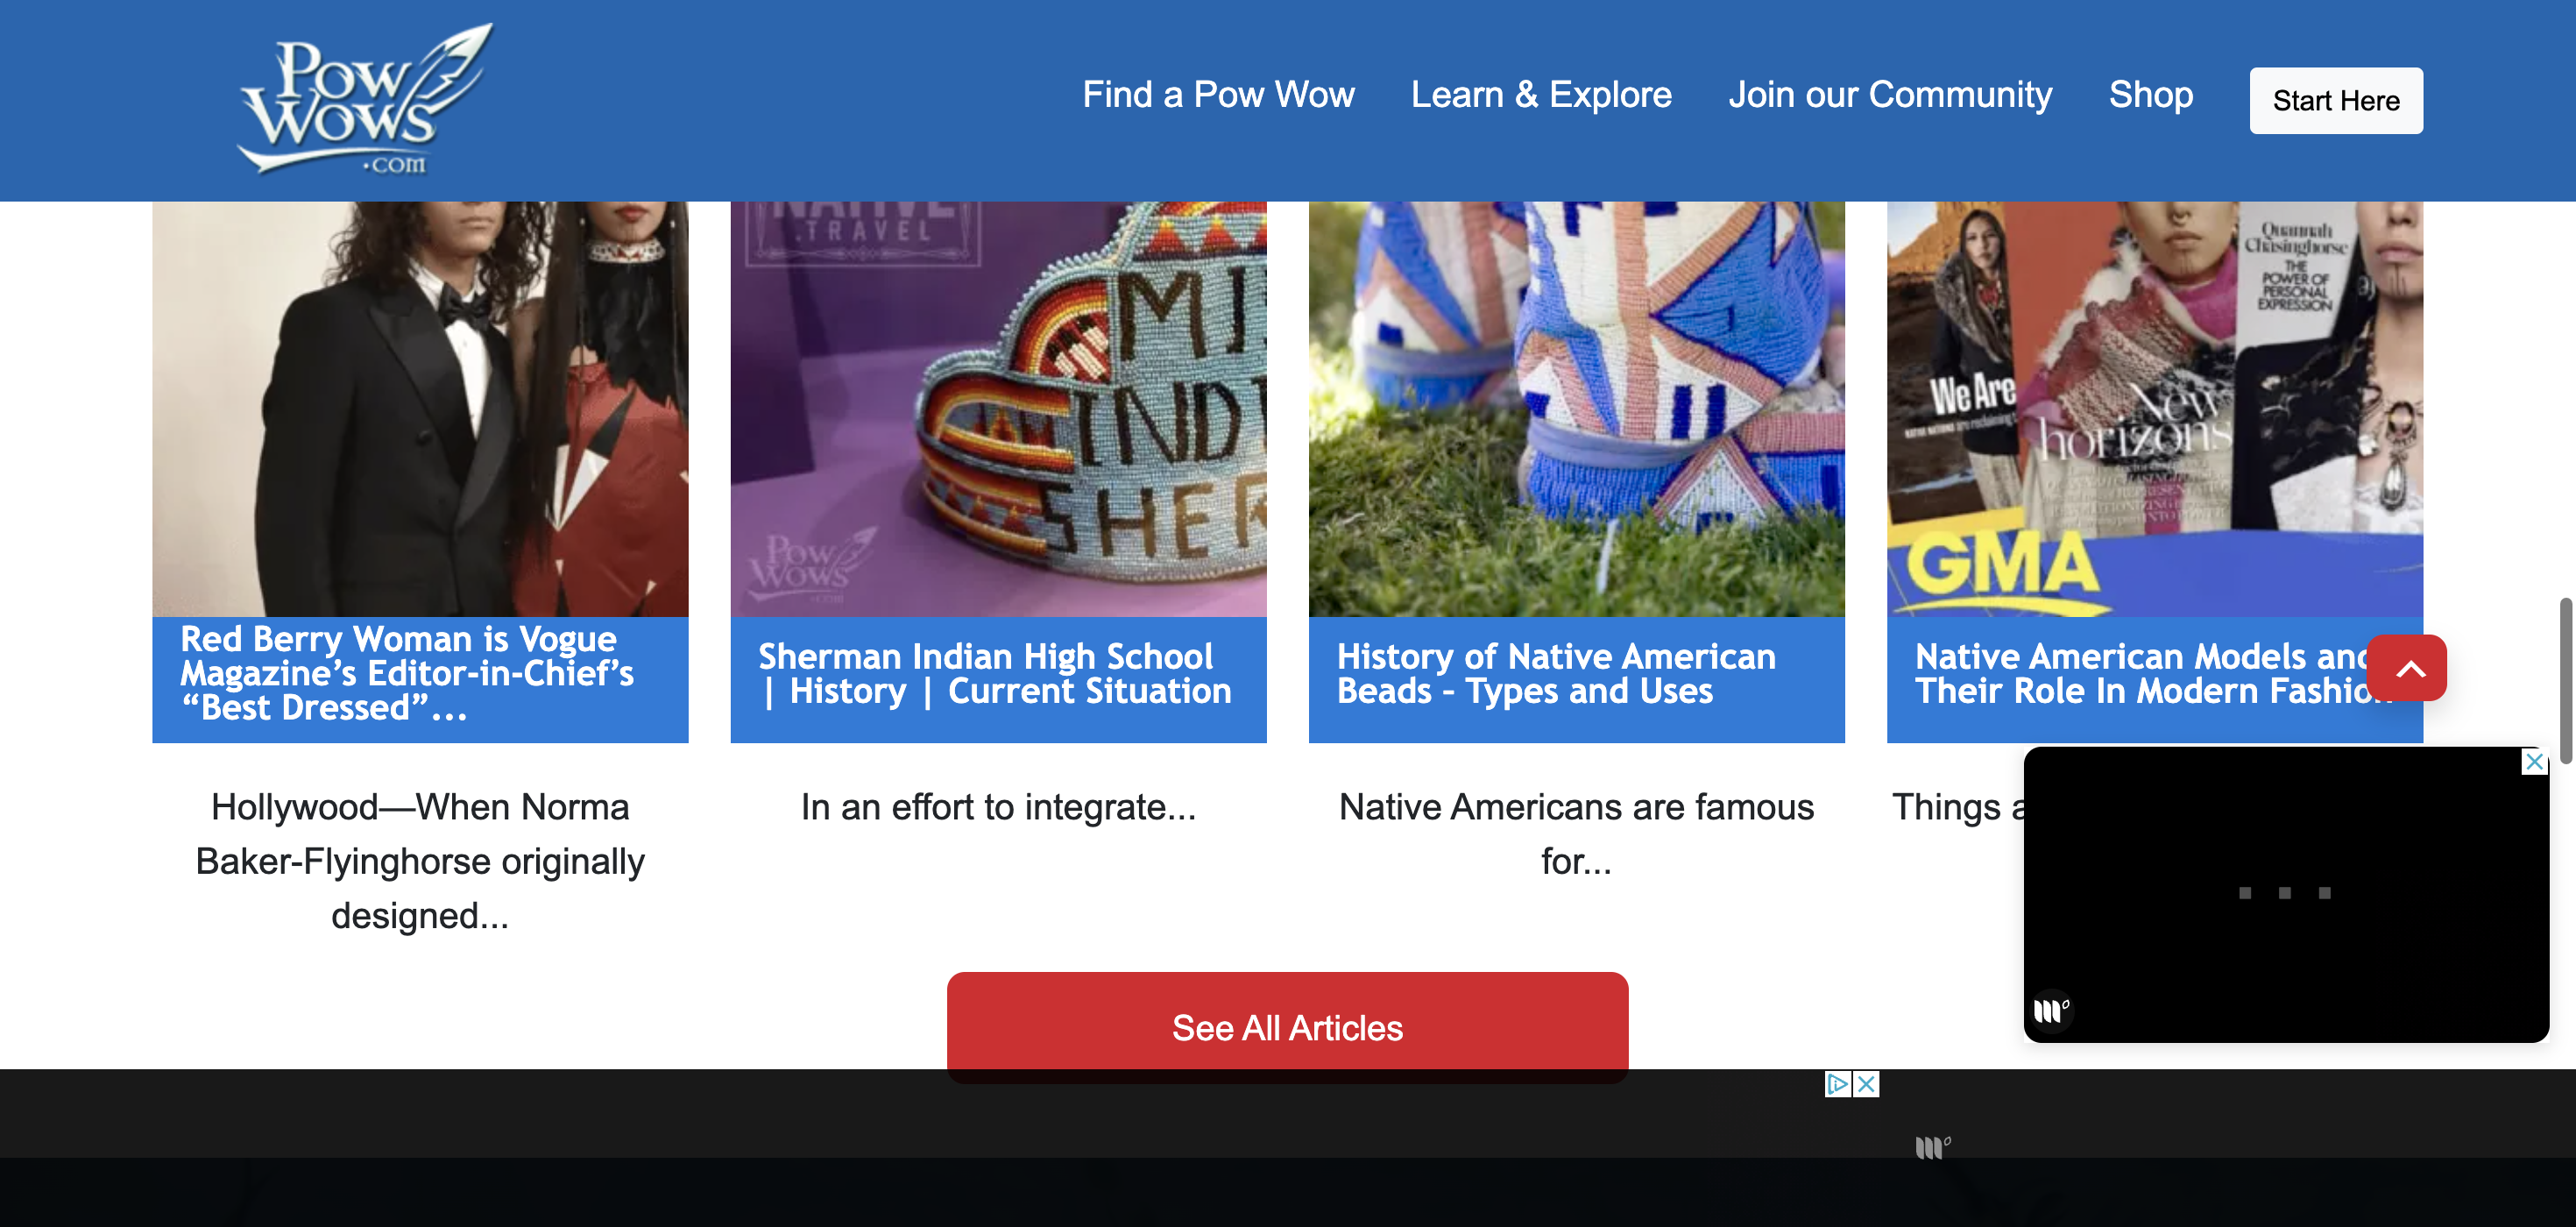 Pow
Wows
.com
Find a Pow Wow
Learn & Explore
Join our Community
Shop
Start Here
NATIVE
.TRAVEL
MI
IND
SHER
Pow
Wows
.com
Quannah
Chasinghorse
THE
POWER OF
PERSONAL
EXPRESSION
We Are
New
horizons
GMA
Red Berry Woman is Vogue
Magazine’s Editor-in-Chief’s
“Best Dressed”...
Sherman Indian High School
| History | Current Situation
History of Native American
Beads – Types and Uses
Native American Models and
Their Role In Modern Fashion
Hollywood—When Norma
Baker-Flyinghorse originally
designed...
In an effort to integrate...
Native Americans are famous
for...
Things
See All Articles